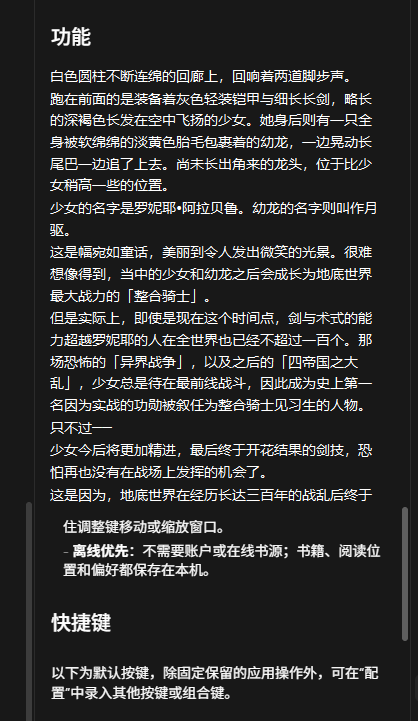 功能
白色圆柱不断连绵的回廊上，回响着两道脚步声。
跑在前面的是装备着灰色轻装铠甲与细长长剑，略长
的深褐色长发在空中飞扬的少女。她身后则有一只全
身被软绵绵的淡黄色胎毛包裹着的幼龙，一边晃动长
尾巴一边追了上去。尚未长出角来的龙头，位于比少
女稍高一些的位置。
少女的名字是罗妮耶•阿拉贝鲁。幼龙的名字则叫作月
驱。
这是幅宛如童话，美丽到令人发出微笑的光景。很难
想像得到，当中的少女和幼龙之后会成长为地底世界
最大战力的「整合骑士」。
但是实际上，即使是现在这个时间点，剑与术式的能
力超越罗妮耶的人在全世界也已经不超过一百个。那
场恐怖的「异界战争」，以及之后的「四帝国之大
乱」，少女总是待在最前线战斗，因此成为史上第一
名因为实战的功勋被叙任为整合骑士见习生的人物。
只不过──
少女今后将更加精进，最后终于开花结果的剑技，恐
怕再也没有在战场上发挥的机会了。
这是因为，地底世界在经历长达三百年的战乱后终于
住调整键移动或缩放窗口。
- 离线优先：不需要账户或在线书源；书籍、阅读位
置和偏好都保存在本机。
快捷键
以下为默认按键，除固定保留的应用操作外，可在“配
置”中录入其他按键或组合键。